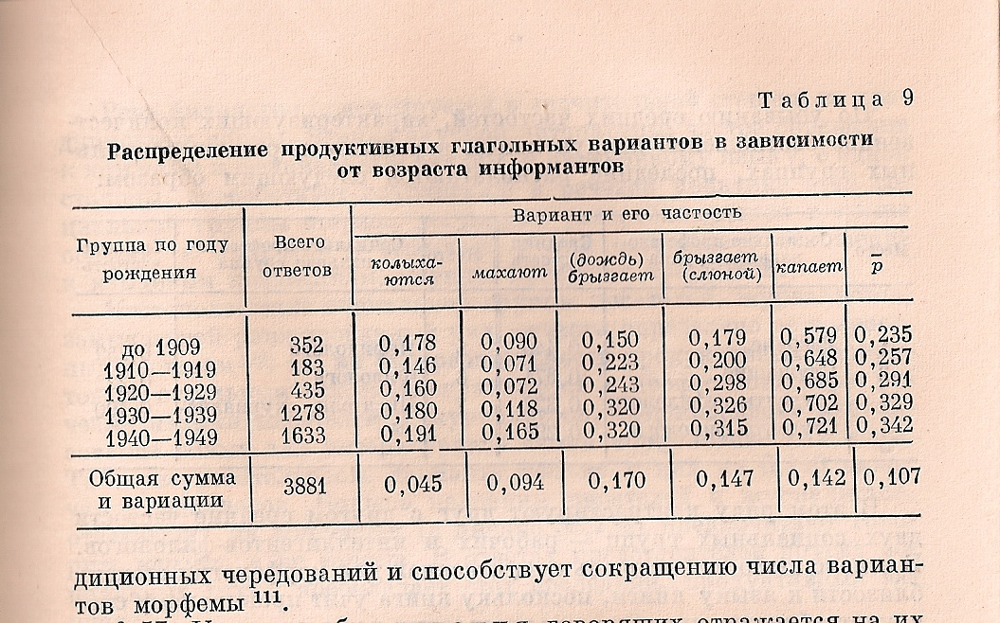 Таблица 9
Распределение продуктивных глагольных вариантов в зависимости
от возраста информантов
Группа по году рождения | Всего ответов | Вариант и его частость
колыхаются | махают | (дождь) брызгает | брызгает (слюной) | капает | p̅
до 1909 352 0,178 0,090 0,150 0,179 0,579 0,235
1910—1919 183 0,146 0,071 0,223 0,200 0,648 0,257
1920—1929 435 0,160 0,072 0,243 0,298 0,685 0,291
1930—1939 1278 0,180 0,118 0,320 0,326 0,702 0,329
1940—1949 1633 0,191 0,165 0,320 0,315 0,721 0,342
Общая сумма и вариации 3881 0,045 0,094 0,170 0,147 0,142 0,107
диционных чередований и способствует сокращению числа вариан-
тов морфемы 111.